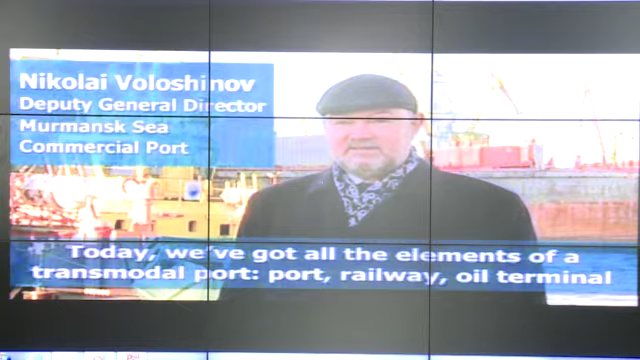 Nikolai Voloshinov
Deputy General Director
Murmansk Sea
Commercial Port
Today, we've got all the elements of a
transmodal port: port, railway, oil terminal